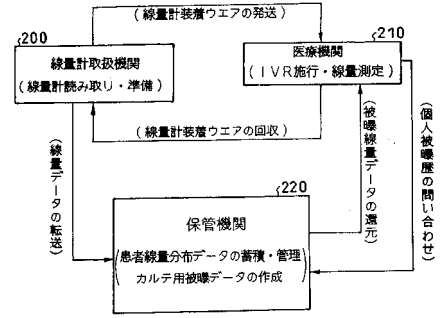 (線量計装着ウエアの発送)
200
線量計取扱機関
(線量計読み取り・準備)
210
医療機関
(IVR施行・線量測定)
(線量計装着ウエアの回収)
(線量データの転送)
(被曝線量データの還元)
(個人被曝歴の問い合わせ)
220
保管機関
(患者線量分布データの蓄積・管理
カルテ用被曝データの作成)